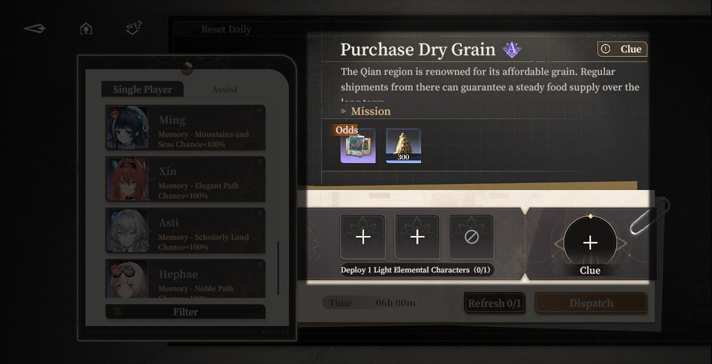 Reset Daily
Purchase Dry Grain
A
Clue
The Qian region is renowned for its affordable grain. Regular
shipments from there can guarantee a steady food supply over the
Mission
Odds
300
Single Player
Assist
Ming
Memory - Mountains and
Seas Chance+100%
Xin
Memory - Elegant Path
Chance+100%
Asti
Memory - Scholarly Land
Chance+100%
Hephae
Memory - Noble Path
Chance+100%
Filter
Deploy 1 Light Elemental Characters (0/1)
Clue
Time 06h 00m
Refresh 0/1
Dispatch